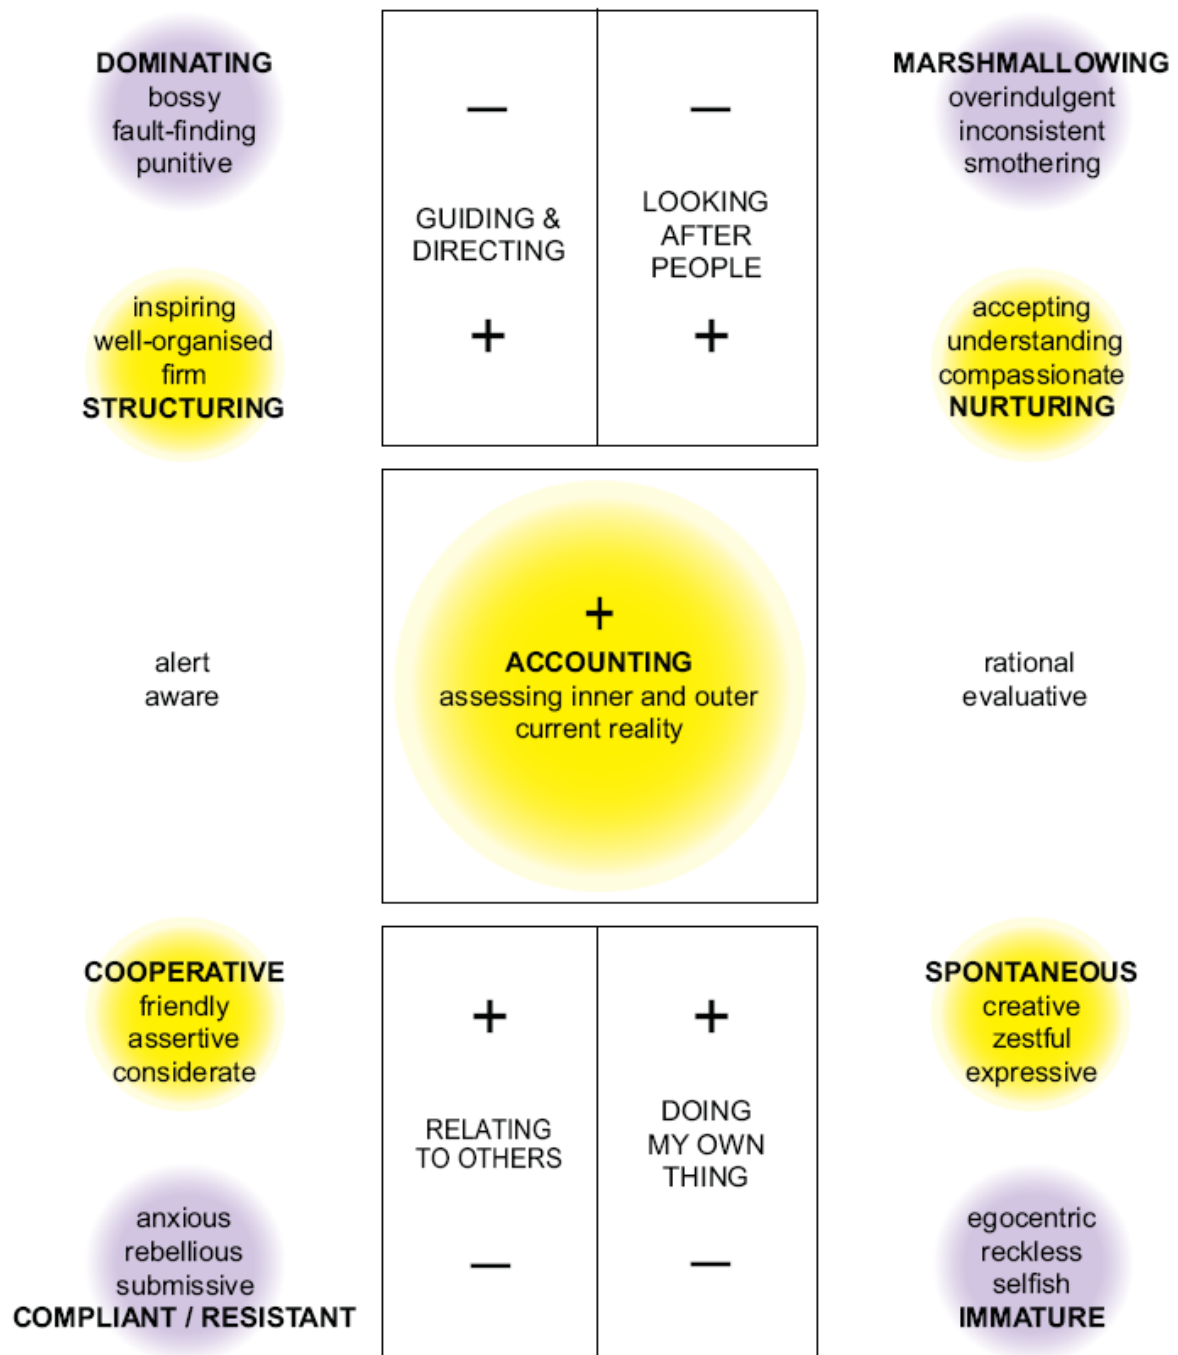 DOMINATING
bossy
fault-finding
punitive
inspiring
well-organised
firm
STRUCTURING
—
GUIDING &
DIRECTING
+
—
LOOKING
AFTER
PEOPLE
+
MARSHMALLOWING
overindulgent
inconsistent
smothering
accepting
understanding
compassionate
NURTURING
alert
aware
+
ACCOUNTING
assessing inner and outer
current reality
rational
evaluative
COOPERATIVE
friendly
assertive
considerate
anxious
rebellious
submissive
COMPLIANT / RESISTANT
+
RELATING
TO OTHERS
—
+
DOING
MY OWN
THING
—
SPONTANEOUS
creative
zestful
expressive
egocentric
reckless
selfish
IMMATURE